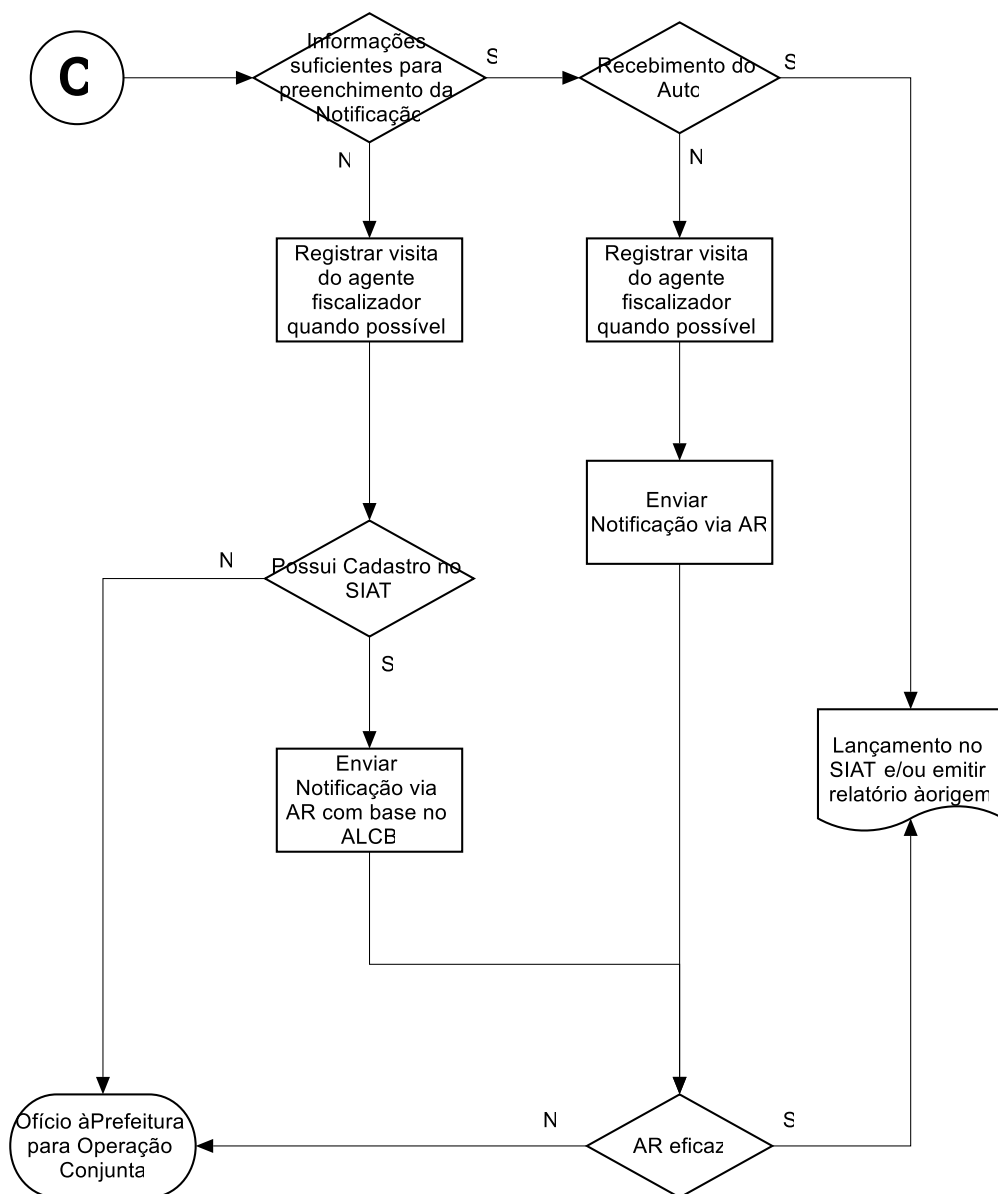 C
Informações
suficientes para
preenchimento da
Notificação
S
Recebimento do
Auto
S
N
N
Registrar visita
do agente
fiscalizador
quando possível
Registrar visita
do agente
fiscalizador
quando possível
Enviar
Notificação via AR
N
Possui Cadastro no
SIAT
S
Enviar
Notificação via
AR com base no
ALCB
Lançamento no
SIAT e/ou emitir
relatório àorigem
Ofício àPrefeitura
para Operação
Conjunta
N
AR eficaz
S